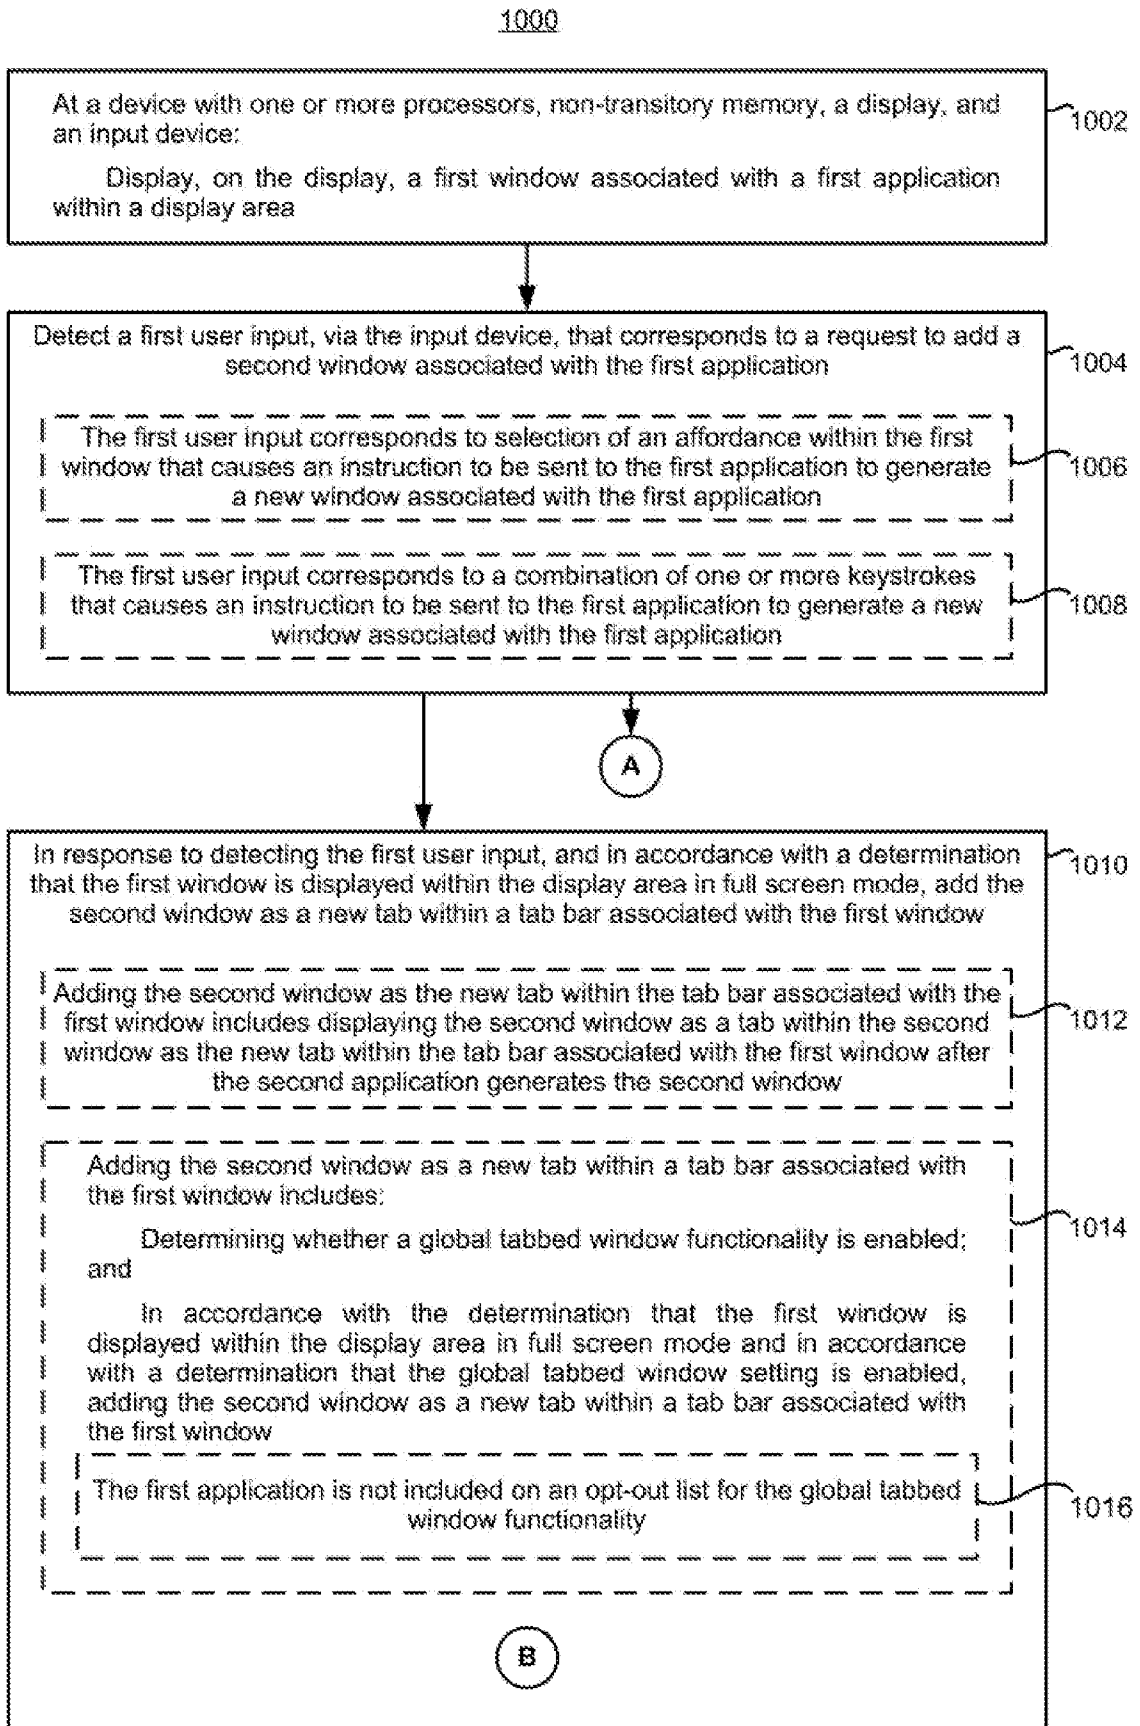 1000
At a device with one or more processors, non-transitory memory, a display, and
an input device:
Display, on the display, a first window associated with a first application
within a display area
1002
Detect a first user input, via the input device, that corresponds to a request to add a
second window associated with the first application
1004
The first user input corresponds to selection of an affordance within the first
window that causes an instruction to be sent to the first application to generate
a new window associated with the first application
1006
The first user input corresponds to a combination of one or more keystrokes
that causes an instruction to be sent to the first application to generate a new
window associated with the first application
1008
A
In response to detecting the first user input, and in accordance with a determination
that the first window is displayed within the display area in full screen mode, add the
second window as a new tab within a tab bar associated with the first window
1010
Adding the second window as the new tab within the tab bar associated with the
first window includes displaying the second window as a tab within the second
window as the new tab within the tab bar associated with the first window after
the second application generates the second window
1012
Adding the second window as a new tab within a tab bar associated with
the first window includes:
Determining whether a global tabbed window functionality is enabled;
and
In accordance with the determination that the first window is
displayed within the display area in full screen mode and in accordance
with a determination that the global tabbed window setting is enabled,
adding the second window as a new tab within a tab bar associated with
the first window
1014
The first application is not included on an opt-out list for the global tabbed
window functionality
1016
B